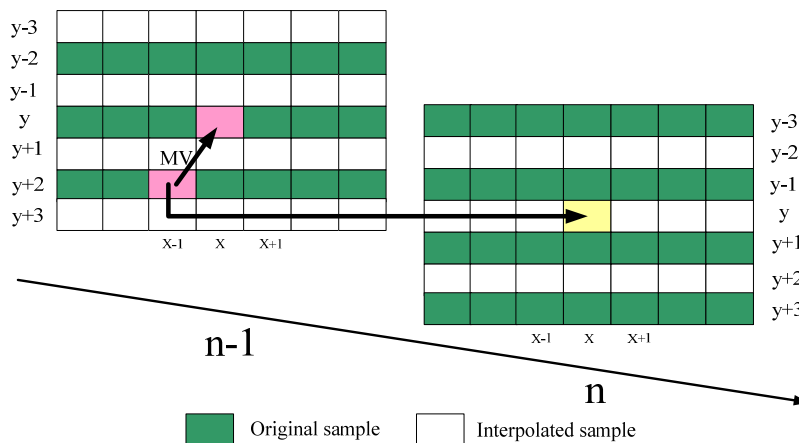 y-3
y-2
y-1
y
y+1
y+2
y+3
MV
X-1 X X+1
y-3
y-2
y-1
y
y+1
y+2
y+3
X-1 X X+1
n-1
n
Original sample
Interpolated sample